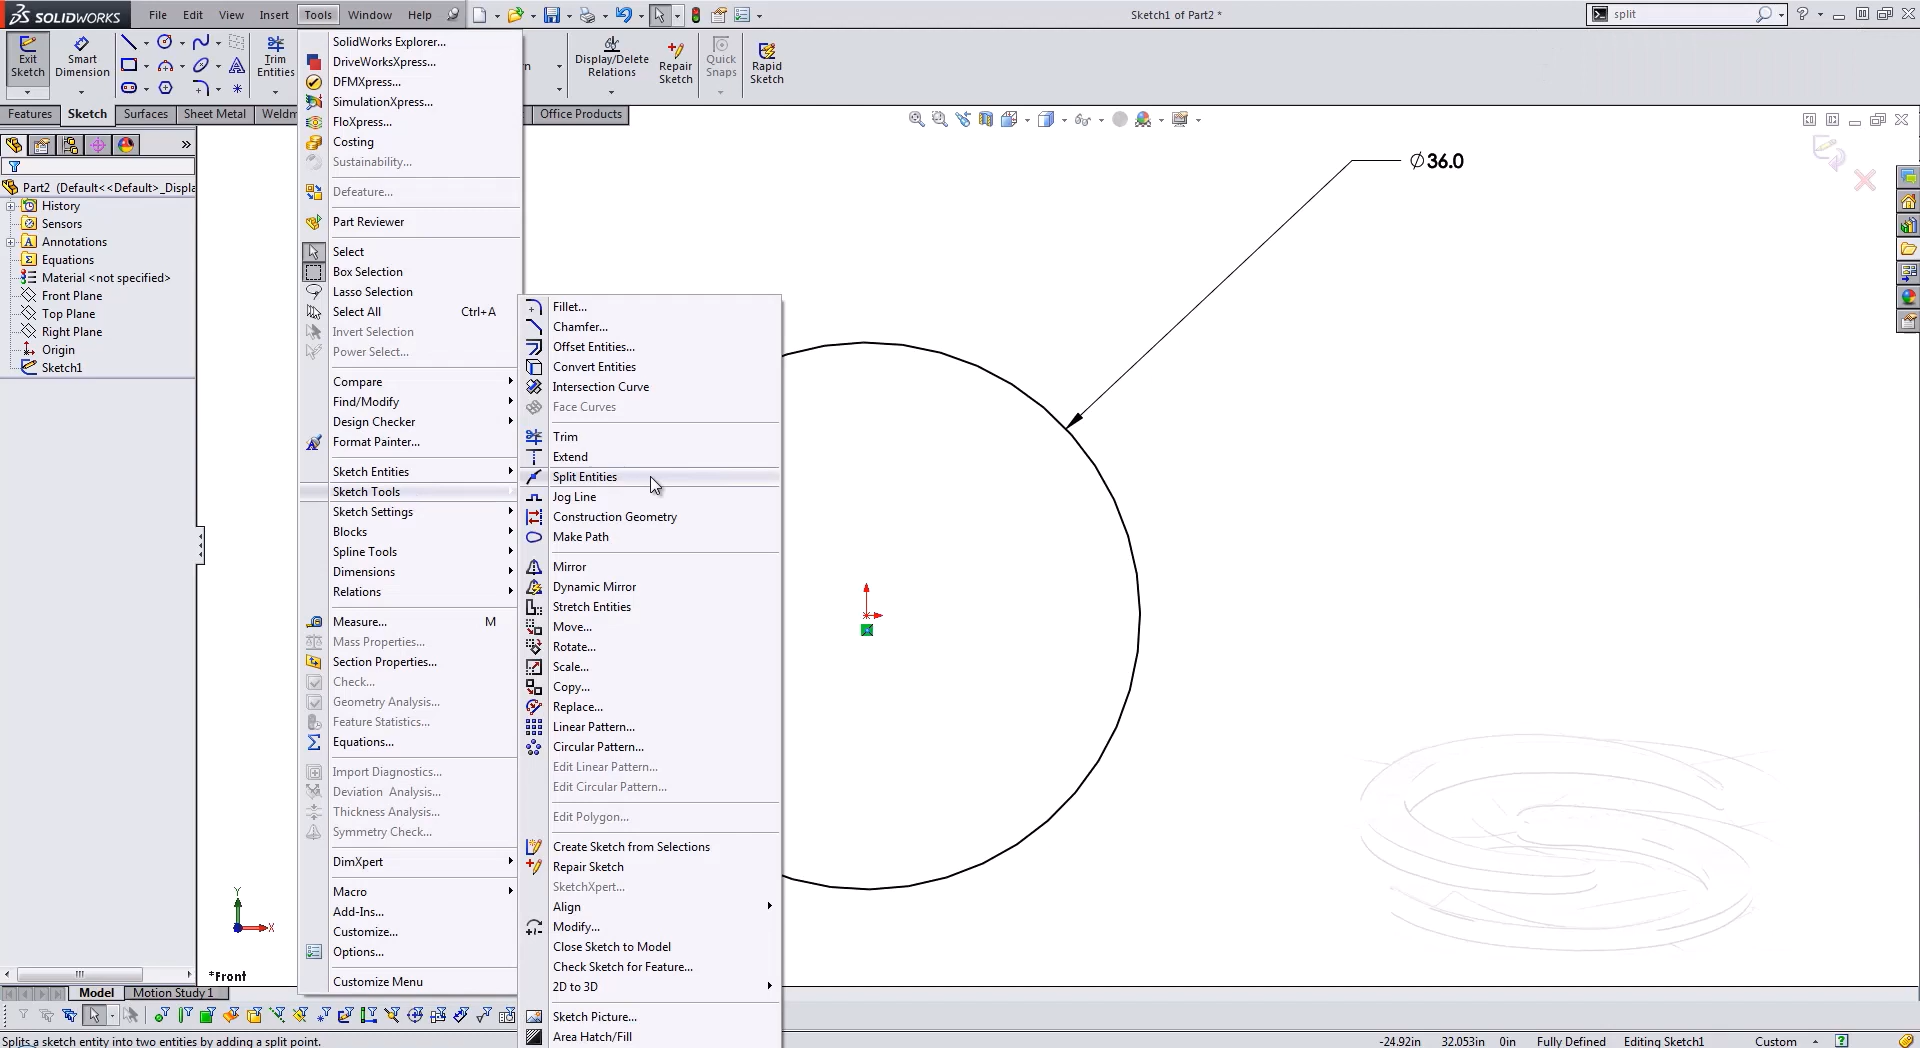 SOLIDWORKS
File Edit View Insert Tools Window Help
Sketch1 of Part2 *
split
Exit Sketch
Smart Dimension
Trim Entities
Display/Delete Relations
Repair Sketch
Quick Snaps
Rapid Sketch
Features Sketch Surfaces Sheet Metal Weldm Office Products
Part2 (Default<<Default>_Displa
History
Sensors
Annotations
Equations
Material <not specified>
Front Plane
Top Plane
Right Plane
Origin
Sketch1
SolidWorks Explorer...
DriveWorksXpress...
DFMXpress...
SimulationXpress...
FloXpress...
Costing
Sustainability...
Defeature...
Part Reviewer
Select
Box Selection
Lasso Selection
Select All Ctrl+A
Invert Selection
Power Select...
Compare
Find/Modify
Design Checker
Format Painter...
Sketch Entities
Sketch Tools
Sketch Settings
Blocks
Spline Tools
Dimensions
Relations
Measure... M
Mass Properties...
Section Properties...
Check...
Geometry Analysis...
Feature Statistics...
Equations...
Import Diagnostics...
Deviation Analysis...
Thickness Analysis...
Symmetry Check...
DimXpert
Macro
Add-Ins...
Customize...
Options...
Customize Menu
Fillet...
Chamfer...
Offset Entities...
Convert Entities
Intersection Curve
Face Curves
Trim
Extend
Split Entities
Jog Line
Construction Geometry
Make Path
Mirror
Dynamic Mirror
Stretch Entities
Move...
Rotate...
Scale...
Copy...
Replace...
Linear Pattern...
Circular Pattern...
Edit Linear Pattern...
Edit Circular Pattern...
Edit Polygon...
Create Sketch from Selections
Repair Sketch
SketchXpert...
Align
Modify...
Close Sketch to Model
Check Sketch for Feature...
2D to 3D
Sketch Picture...
Area Hatch/Fill
∅36.0
Y
X
*Front
Model Motion Study 1
Splits a sketch entity into two entities by adding a split point.
-24.92in 32.053in 0in Fully Defined Editing Sketch1 Custom